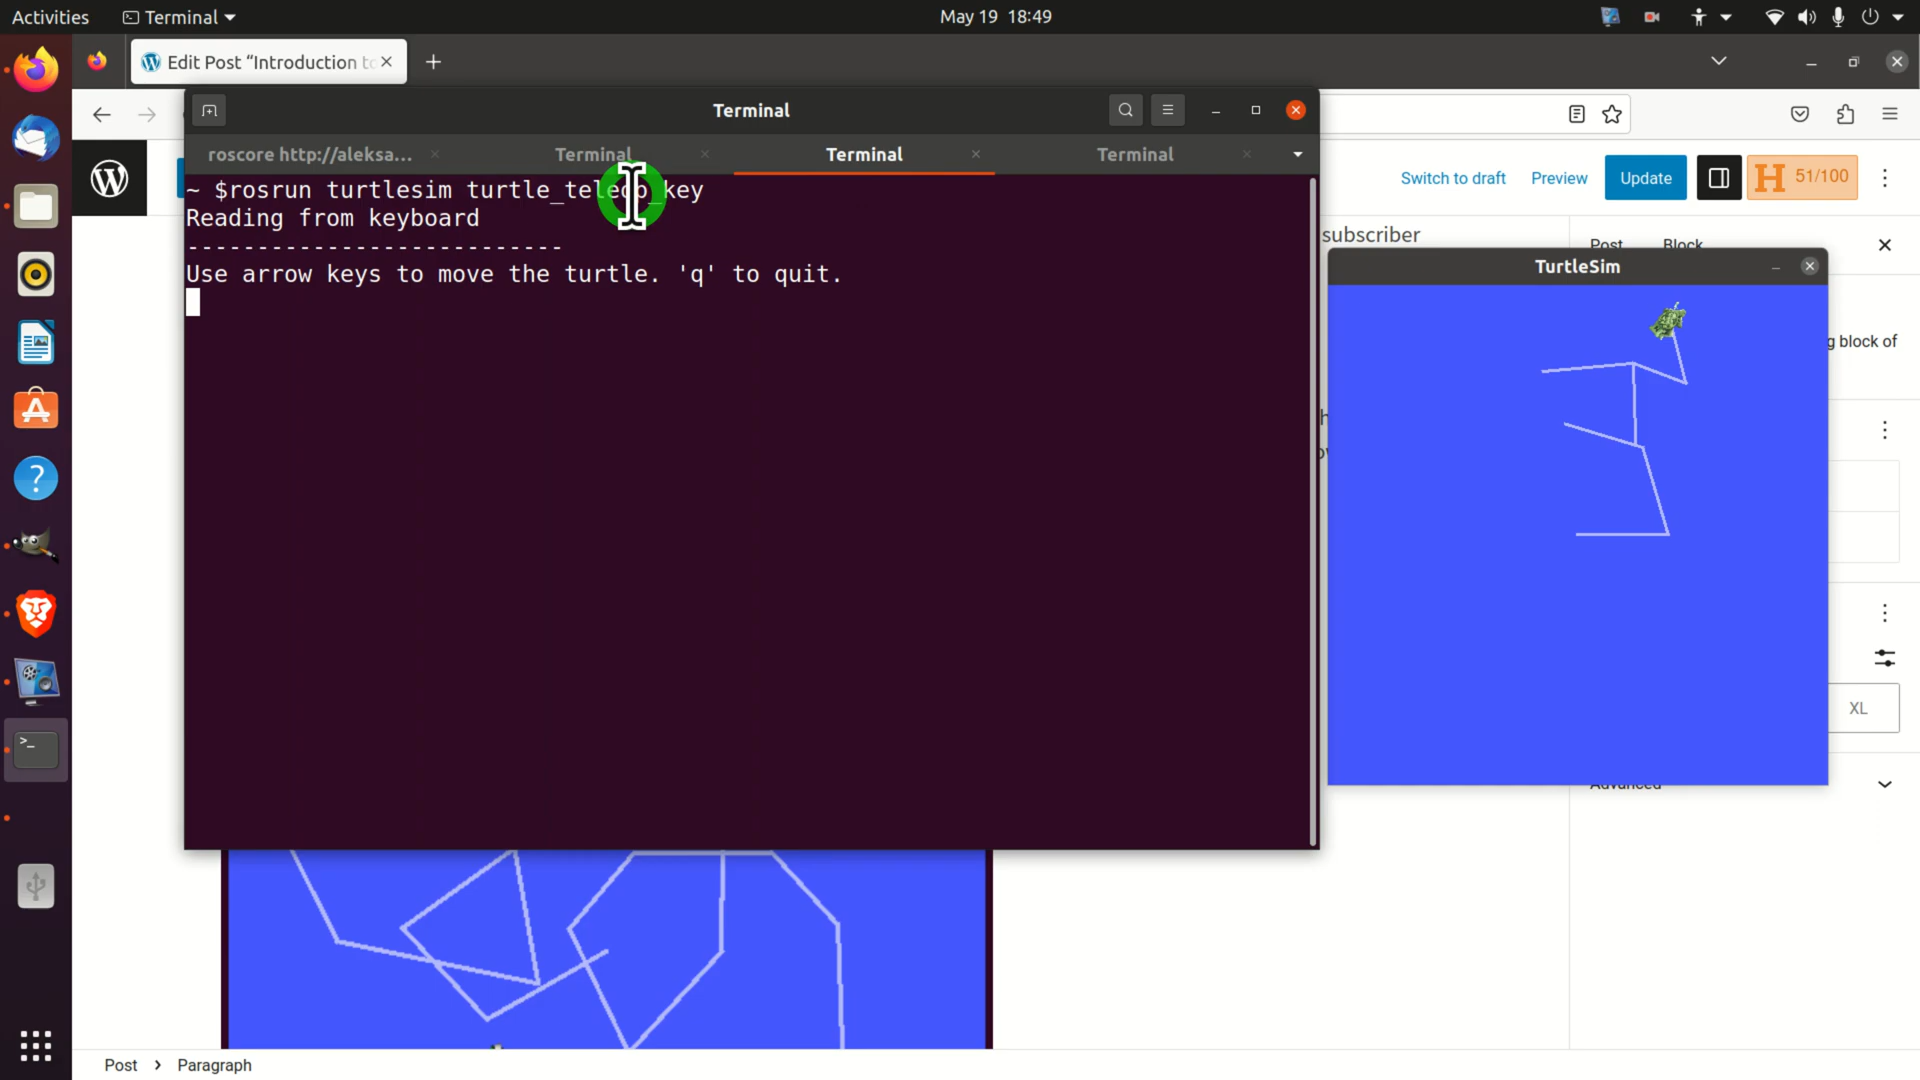 Activities
Terminal
May 19 18:49
Edit Post “Introduction to
Terminal
roscore http://aleksa...
Terminal
Terminal
Terminal
~ $rosrun turtlesim turtle_teleop_key
Reading from keyboard
---------------------------
Use arrow keys to move the turtle. 'q' to quit.
Switch to draft
Preview
Update
51/100
subscriber
Post
Block
TurtleSim
g block of
XL
Advanced
Post
Paragraph